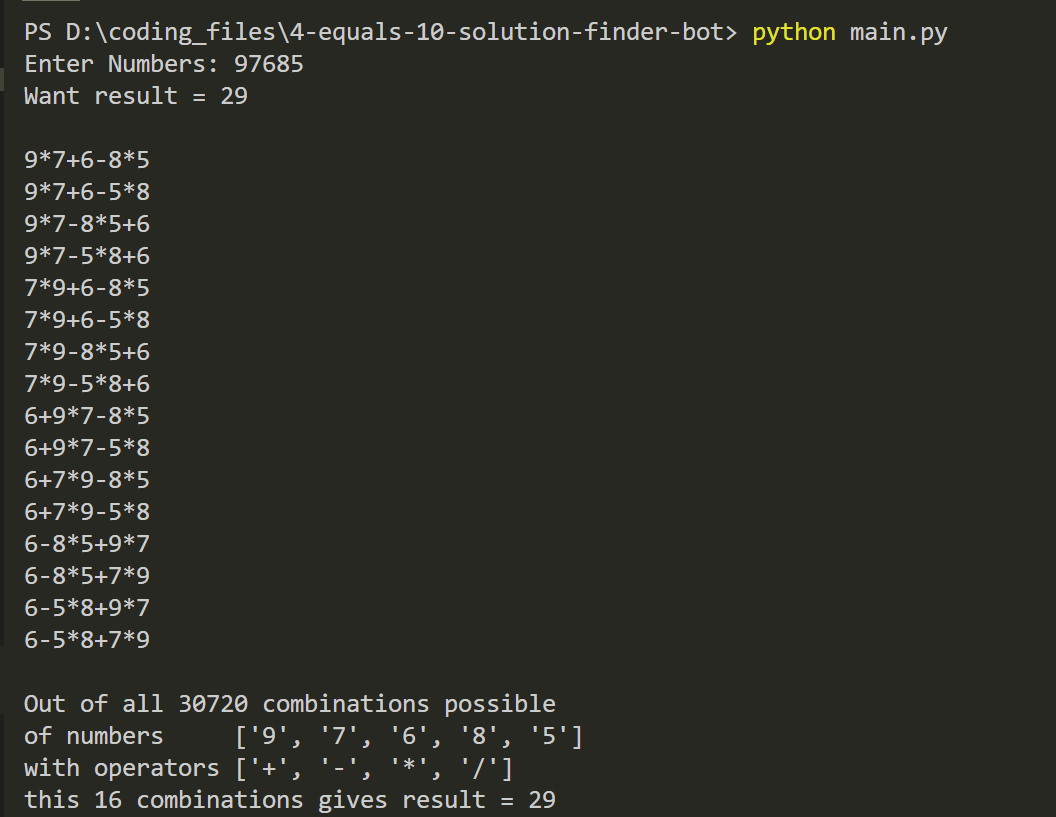 PS D:\coding_files\4-equals-10-solution-finder-bot> python main.py
Enter Numbers: 97685
Want result = 29
9*7+6-8*5
9*7+6-5*8
9*7-8*5+6
9*7-5*8+6
7*9+6-8*5
7*9+6-5*8
7*9-8*5+6
7*9-5*8+6
6+9*7-8*5
6+9*7-5*8
6+7*9-8*5
6+7*9-5*8
6-8*5+9*7
6-8*5+7*9
6-5*8+9*7
6-5*8+7*9
Out of all 30720 combinations possible
of numbers     ['9', '7', '6', '8', '5']
with operators ['+', '-', '*', '/']
this 16 combinations gives result = 29